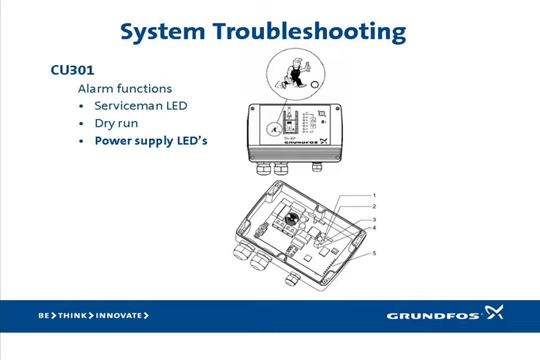 System Troubleshooting
CU301
Alarm functions
• Serviceman LED
• Dry run
• Power supply LED's
GRUNDFOS
1
2
3
4
5
BE > THINK > INNOVATE >
GRUNDFOS